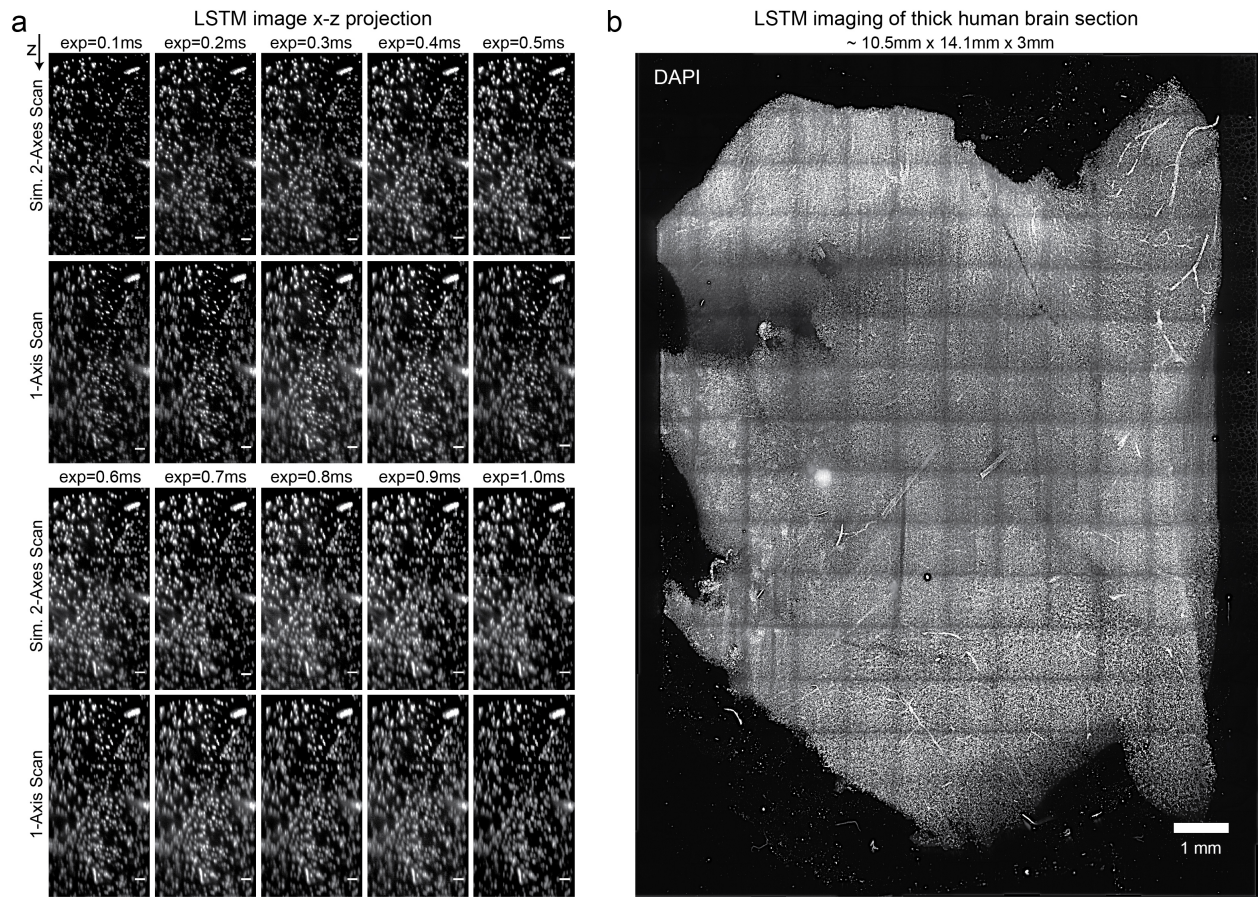 a
LSTM image x-z projection
z
exp=0.1ms exp=0.2ms exp=0.3ms exp=0.4ms exp=0.5ms
Sim. 2-Axes Scan
1-Axis Scan
exp=0.6ms exp=0.7ms exp=0.8ms exp=0.9ms exp=1.0ms
Sim. 2-Axes Scan
1-Axis Scan
b
LSTM imaging of thick human brain section
~ 10.5mm x 14.1mm x 3mm
DAPI
1 mm